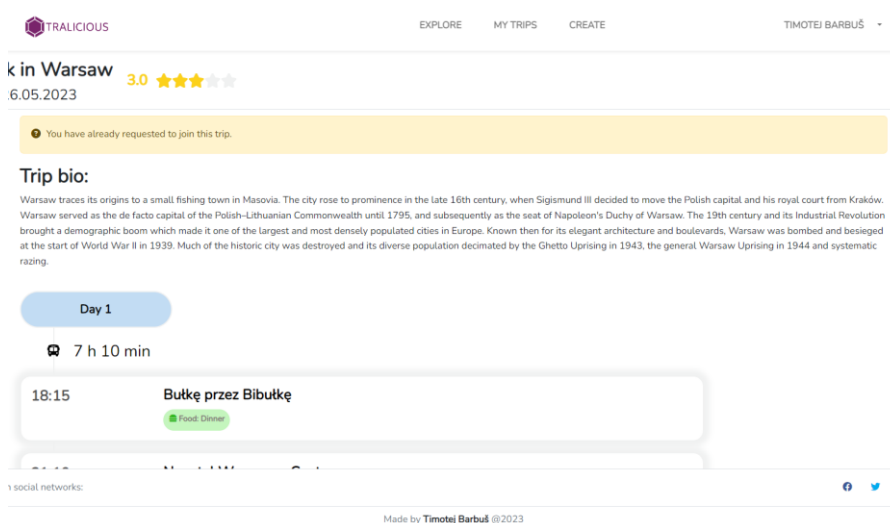 TRALICIOUS
EXPLORE MY TRIPS CREATE TIMOTEJ BARBUŠ
k in Warsaw
3.0
6.05.2023
You have already requested to join this trip.
Trip bio:
Warsaw traces its origins to a small fishing town in Masovia. The city rose to prominence in the late 16th century, when Sigismund III decided to move the Polish capital and his royal court from Kraków.
Warsaw served as the de facto capital of the Polish–Lithuanian Commonwealth until 1795, and subsequently as the seat of Napoleon's Duchy of Warsaw. The 19th century and its Industrial Revolution
brought a demographic boom which made it one of the largest and most densely populated cities in Europe. Known then for its elegant architecture and boulevards, Warsaw was bombed and besieged
at the start of World War II in 1939. Much of the historic city was destroyed and its diverse population decimated by the Ghetto Uprising in 1943, the general Warsaw Uprising in 1944 and systematic
razing.
Day 1
7 h 10 min
18:15 Bułkę przez Bibułkę
Food: Dinner
social networks:
Made by Timotej Barbuš @2023